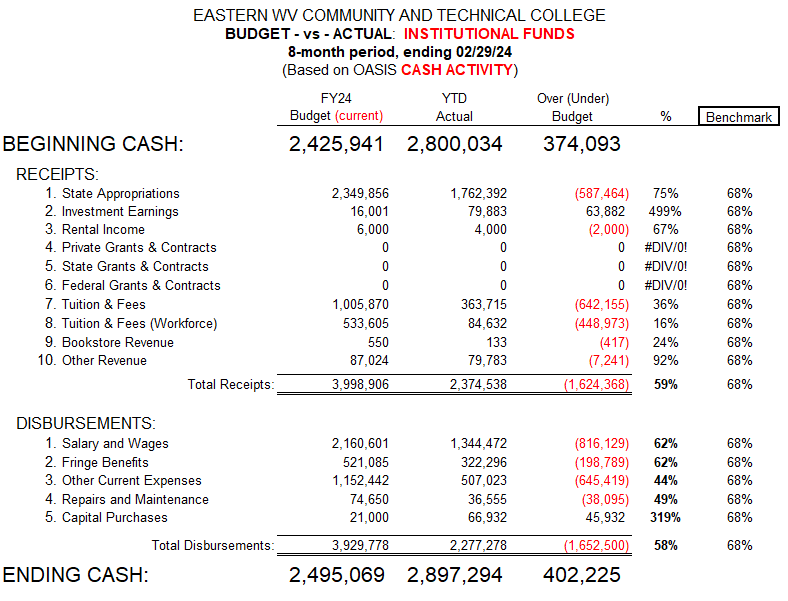 EASTERN WV COMMUNITY AND TECHNICAL COLLEGE
BUDGET - vs - ACTUAL: INSTITUTIONAL FUNDS
8-month period, ending 02/29/24
(Based on OASIS CASH ACTIVITY)
FY24 YTD Over (Under)
Budget (current) Actual Budget % Benchmark
BEGINNING CASH: 2,425,941 2,800,034 374,093
RECEIPTS:
1. State Appropriations 2,349,856 1,762,392 (587,464) 75% 68%
2. Investment Earnings 16,001 79,883 63,882 499% 68%
3. Rental Income 6,000 4,000 (2,000) 67% 68%
4. Private Grants & Contracts 0 0 0 #DIV/0! 68%
5. State Grants & Contracts 0 0 0 #DIV/0! 68%
6. Federal Grants & Contracts 0 0 0 #DIV/0! 68%
7. Tuition & Fees 1,005,870 363,715 (642,155) 36% 68%
8. Tuition & Fees (Workforce) 533,605 84,632 (448,973) 16% 68%
9. Bookstore Revenue 550 133 (417) 24% 68%
10. Other Revenue 87,024 79,783 (7,241) 92% 68%
Total Receipts: 3,998,906 2,374,538 (1,624,368) 59% 68%
DISBURSEMENTS:
1. Salary and Wages 2,160,601 1,344,472 (816,129) 62% 68%
2. Fringe Benefits 521,085 322,296 (198,789) 62% 68%
3. Other Current Expenses 1,152,442 507,023 (645,419) 44% 68%
4. Repairs and Maintenance 74,650 36,555 (38,095) 49% 68%
5. Capital Purchases 21,000 66,932 45,932 319% 68%
Total Disbursements: 3,929,778 2,277,278 (1,652,500) 58% 68%
ENDING CASH: 2,495,069 2,897,294 402,225